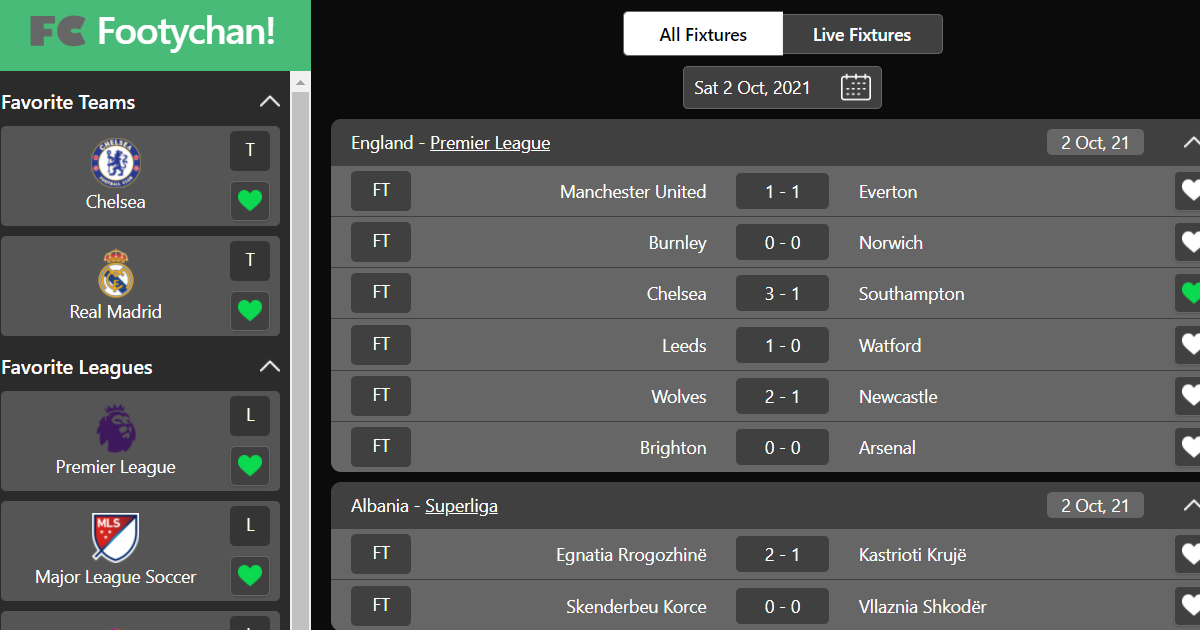 FC Footychan!
Favorite Teams
CHELSEA
FOOTBALL CLUB
Chelsea
T
Real Madrid
T
Favorite Leagues
Premier League
L
MLS
Major League Soccer
L
All Fixtures Live Fixtures
Sat 2 Oct, 2021
England - Premier League 2 Oct, 21
FT Manchester United 1 - 1 Everton
FT Burnley 0 - 0 Norwich
FT Chelsea 3 - 1 Southampton
FT Leeds 1 - 0 Watford
FT Wolves 2 - 1 Newcastle
FT Brighton 0 - 0 Arsenal
Albania - Superliga 2 Oct, 21
FT Egnatia Rrogozhinë 2 - 1 Kastrioti Krujë
FT Skenderbeu Korce 0 - 0 Vllaznia Shkodër